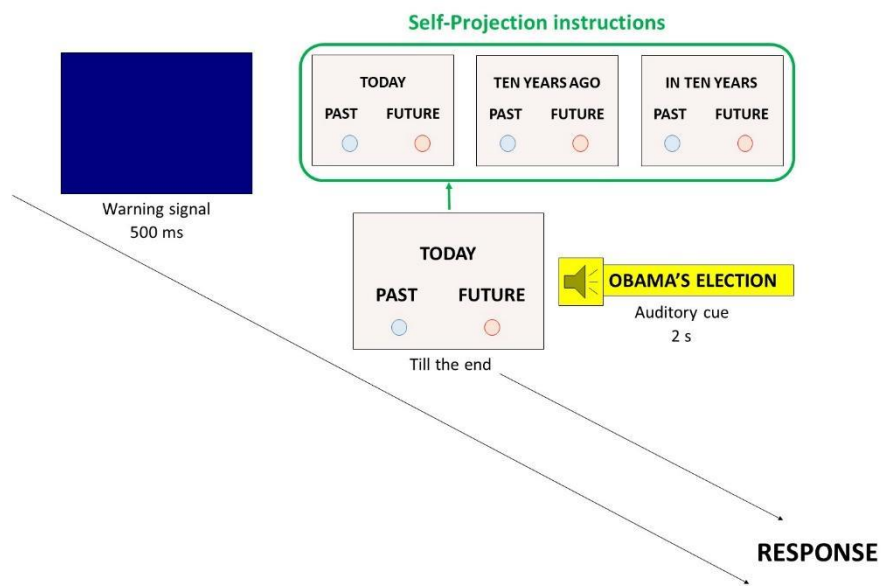 Self-Projection instructions
TODAY
PAST FUTURE
TEN YEARS AGO
PAST FUTURE
IN TEN YEARS
PAST FUTURE
Warning signal
500 ms
TODAY
PAST FUTURE
Till the end
OBAMA'S ELECTION
Auditory cue
2 s
RESPONSE